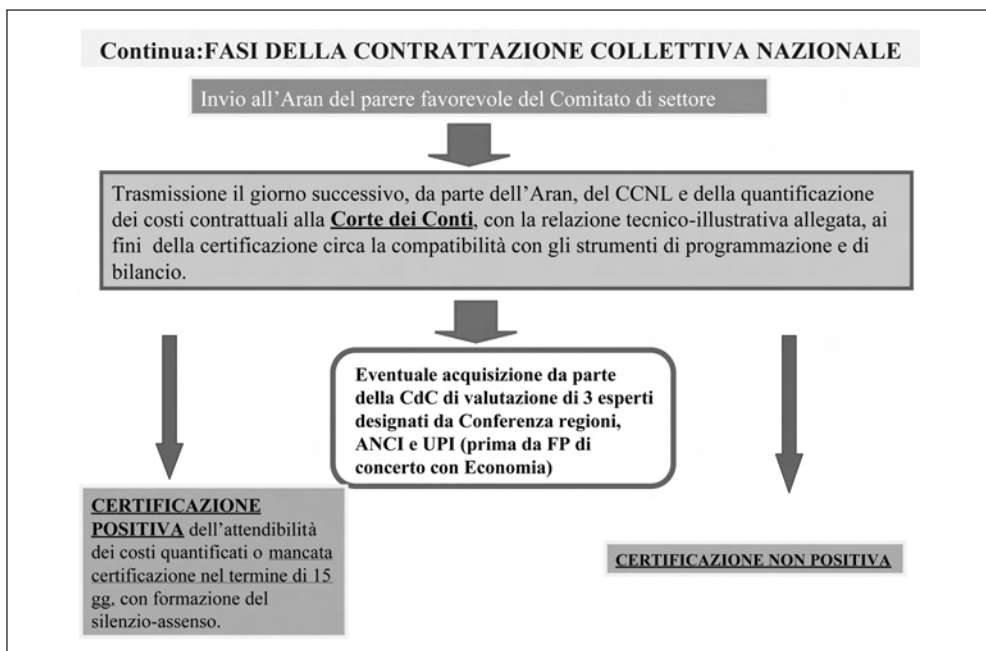 Continua:FASI DELLA CONTRATTAZIONE COLLETTIVA NAZIONALE
Invio all'Aran del parere favorevole del Comitato di settore
Trasmissione il giorno successivo, da parte dell'Aran, del CCNL e della quantificazione
dei costi contrattuali alla Corte dei Conti, con la relazione tecnico-illustrativa allegata, ai
fini della certificazione circa la compatibilità con gli strumenti di programmazione e di
bilancio.
Eventuale acquisizione da parte
della CdC di valutazione di 3 esperti
designati da Conferenza regioni,
ANCI e UPI (prima da FP di
concerto con Economia)
CERTIFICAZIONE
POSITIVA dell'attendibilità
dei costi quantificati o mancata
certificazione nel termine di 15
gg. con formazione del
silenzio-assenso.
CERTIFICAZIONE NON POSITIVA